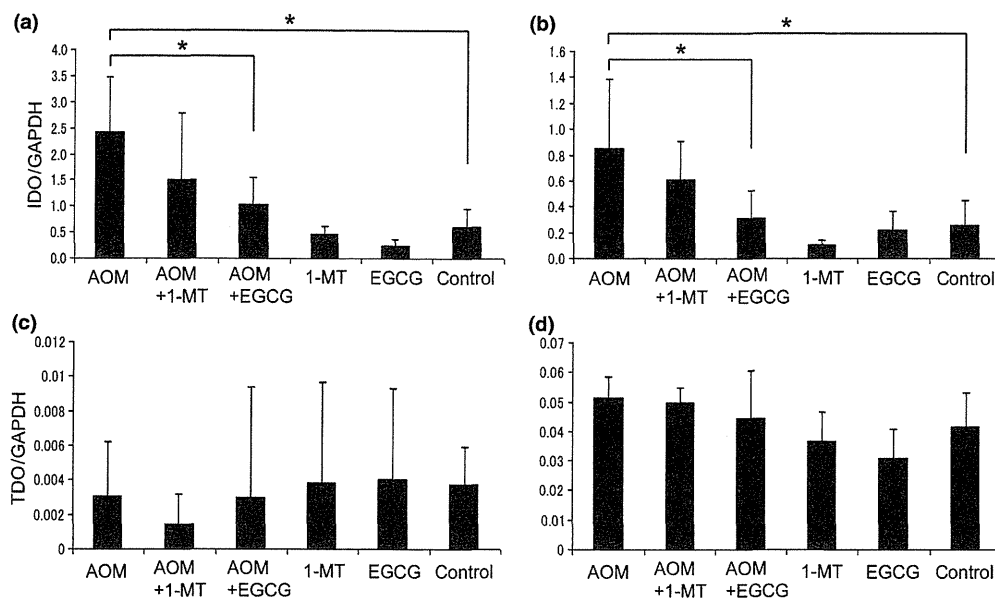 (a)
*
*
IDO/GAPDH
4.0
3.5
3.0
2.5
2.0
1.5
1.0
0.5
0.0
AOM
AOM +1-MT
AOM +EGCG
1-MT
EGCG
Control
(b)
*
*
1.6
1.4
1.2
1.0
0.8
0.6
0.4
0.2
0.0
AOM
AOM +1-MT
AOM +EGCG
1-MT
EGCG
Control
(c)
TDO/GAPDH
0.012
0.01
0.008
0.006
0.004
0.002
0
AOM
AOM +1-MT
AOM +EGCG
1-MT
EGCG
Control
(d)
0.07
0.06
0.05
0.04
0.03
0.02
0.01
0
AOM
AOM +1-MT
AOM +EGCG
1-MT
EGCG
Control